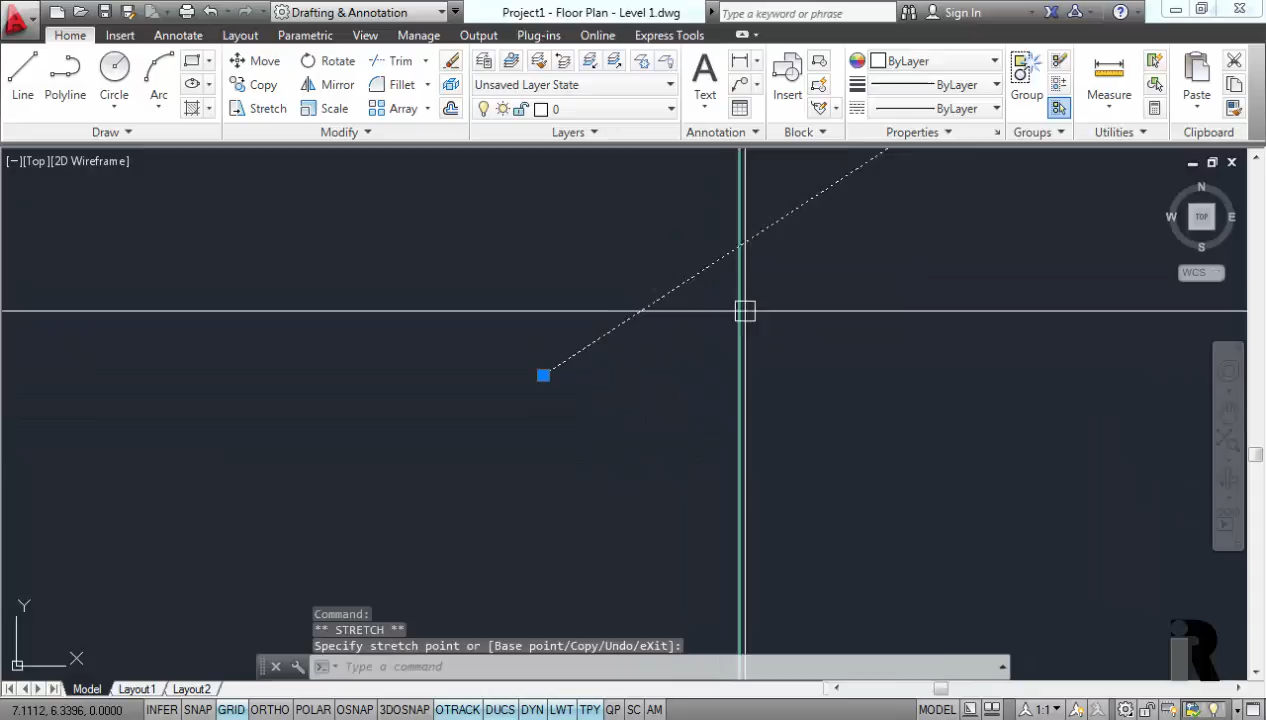 Drafting & Annotation
Project1 - Floor Plan - Level 1.dwg
Type a keyword or phrase
Sign In
Home Insert Annotate Layout Parametric View Manage Output Plug-ins Online Express Tools
Line
Polyline
Circle
Arc
Move Rotate Trim
Copy Mirror Fillet
Stretch Scale Array
Unsaved Layer State
0
Text
Insert
ByLayer
ByLayer
ByLayer
Group
Measure
Paste
Draw Modify Layers Annotation Block Properties Groups Utilities Clipboard
[−][Top][2D Wireframe]
N
W TOP E
S
WCS
Y
X
Command:
** STRETCH **
Specify stretch point or [Base point/Copy/Undo/eXit]:
Type a command
Model Layout1 Layout2
7.1112, 6.3396, 0.0000 INFER SNAP GRID ORTHO POLAR OSNAP 3DOSNAP OTRACK DUCS DYN LWT TPY QP SC AM MODEL 1:1
iR